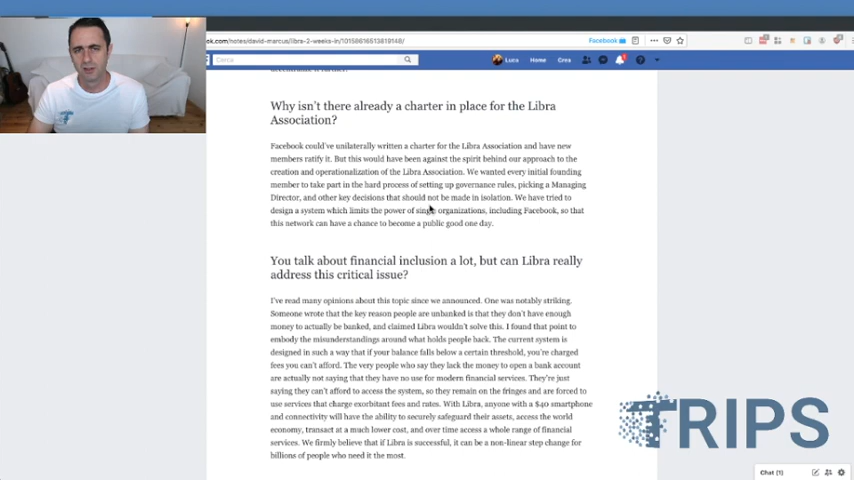 ok.com/notes/david-marcus/libra-2-weeks-in/10158616513819148/
Facebook
Cerca
Luca
Home
Crea
Why isn't there already a charter in place for the Libra
Association?
Facebook could've unilaterally written a charter for the Libra Association and have new
members ratify it. But this would have been against the spirit behind our approach to the
creation and operationalization of the Libra Association. We wanted every initial founding
member to take part in the hard process of setting up governance rules, picking a Managing
Director, and other key decisions that should not be made in isolation. We have tried to
design a system which limits the power of single organizations, including Facebook, so that
this network can have a chance to become a public good one day.
You talk about financial inclusion a lot, but can Libra really
address this critical issue?
I've read many opinions about this topic since we announced. One was notably striking.
Someone wrote that the key reason people are unbanked is that they don't have enough
money to actually be banked, and claimed Libra wouldn't solve this. I found that point to
embody the misunderstandings around what holds people back. The current system is
designed in such a way that if your balance falls below a certain threshold, you're charged
fees you can't afford. The very people who say they lack the money to open a bank account
are actually not saying that they have no use for modern financial services. They're just
saying they can't afford to access the system, so they remain on the fringes and are forced to
use services that charge exorbitant fees and rates. With Libra, anyone with a $40 smartphone
and connectivity will have the ability to securely safeguard their assets, access the world
economy, transact at a much lower cost, and over time access a whole range of financial
services. We firmly believe that if Libra is successful, it can be a non-linear step change for
billions of people who need it the most.
TRIPS
Chat (1)